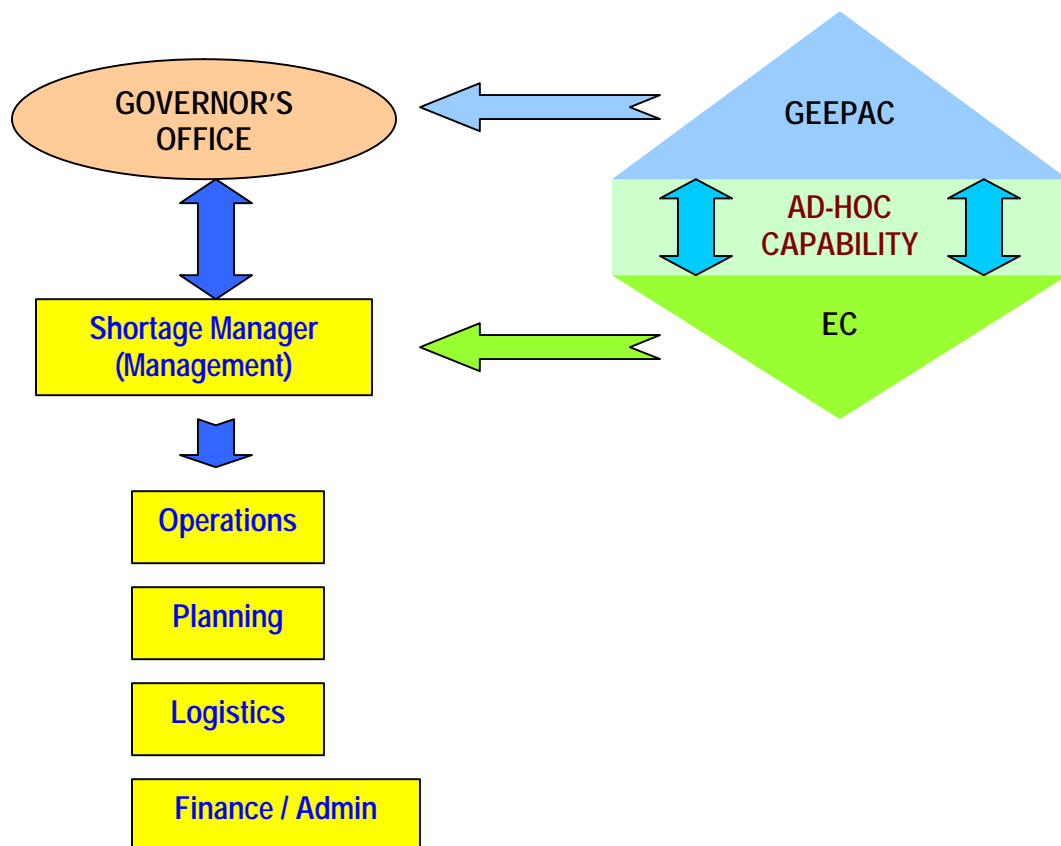 GOVERNOR'S
OFFICE
GEEPAC
AD-HOC
CAPABILITY
Shortage Manager
(Management)
EC
Operations
Planning
Logistics
Finance / Admin